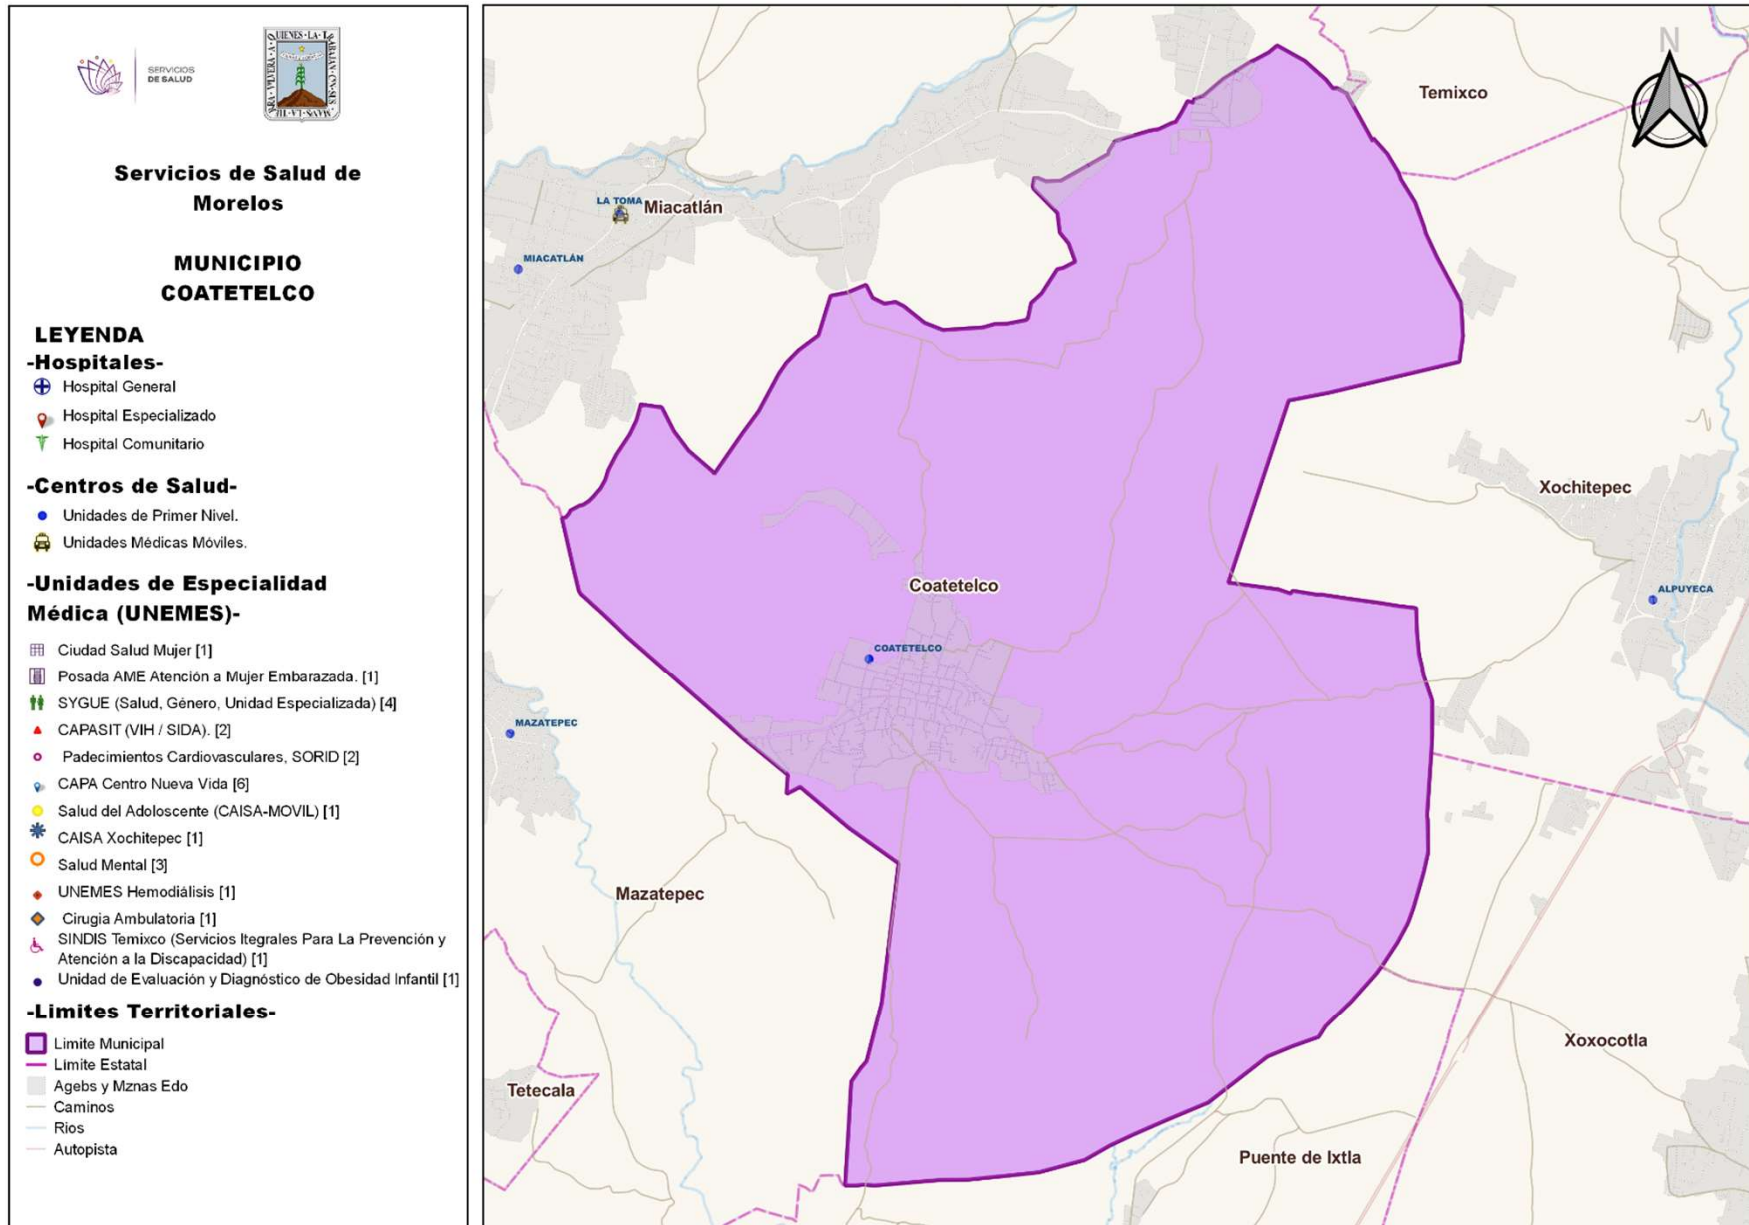 SERVICIOS
DE SALUD
Servicios de Salud de
Morelos
MUNICIPIO
COATETELCO
LEYENDA
-Hospitales-
Hospital General
Hospital Especializado
Hospital Comunitario
-Centros de Salud-
Unidades de Primer Nivel.
Unidades Médicas Móviles.
-Unidades de Especialidad
Médica (UNEMES)-
Ciudad Salud Mujer [1]
Posada AME Atención a Mujer Embarazada. [1]
SYGUE (Salud, Género, Unidad Especializada) [4]
CAPASIT (VIH / SIDA). [2]
Padecimientos Cardiovasculares, SORID [2]
CAPA Centro Nueva Vida [6]
Salud del Adoloscente (CAISA-MOVIL) [1]
CAISA Xochitepec [1]
Salud Mental [3]
UNEMES Hemodiálisis [1]
Cirugia Ambulatoria [1]
SINDIS Temixco (Servicios Itegrales Para La Prevención y
Atención a la Discapacidad) [1]
Unidad de Evaluación y Diagnóstico de Obesidad Infantil [1]
-Limites Territoriales-
Limite Municipal
Limite Estatal
Agebs y Mznas Edo
Caminos
Rios
Autopista
N
Temixco
LA TOMA
Miacatlán
MIACATLÁN
Xochitepec
Coatetelco
ALPUYECA
COATETELCO
MAZATEPEC
Mazatepec
Xoxocotla
Tetecala
Puente de Ixtla